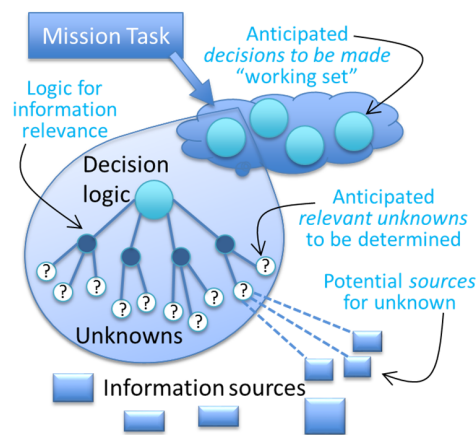 Mission Task
Anticipated
decisions to be made
“working set”
Logic for
information
relevance
Decision
logic
Anticipated
relevant unknowns
to be determined
?
?
?
?
?
?
?
?
?
?
Unknowns
Potential sources
for unknown
Information sources